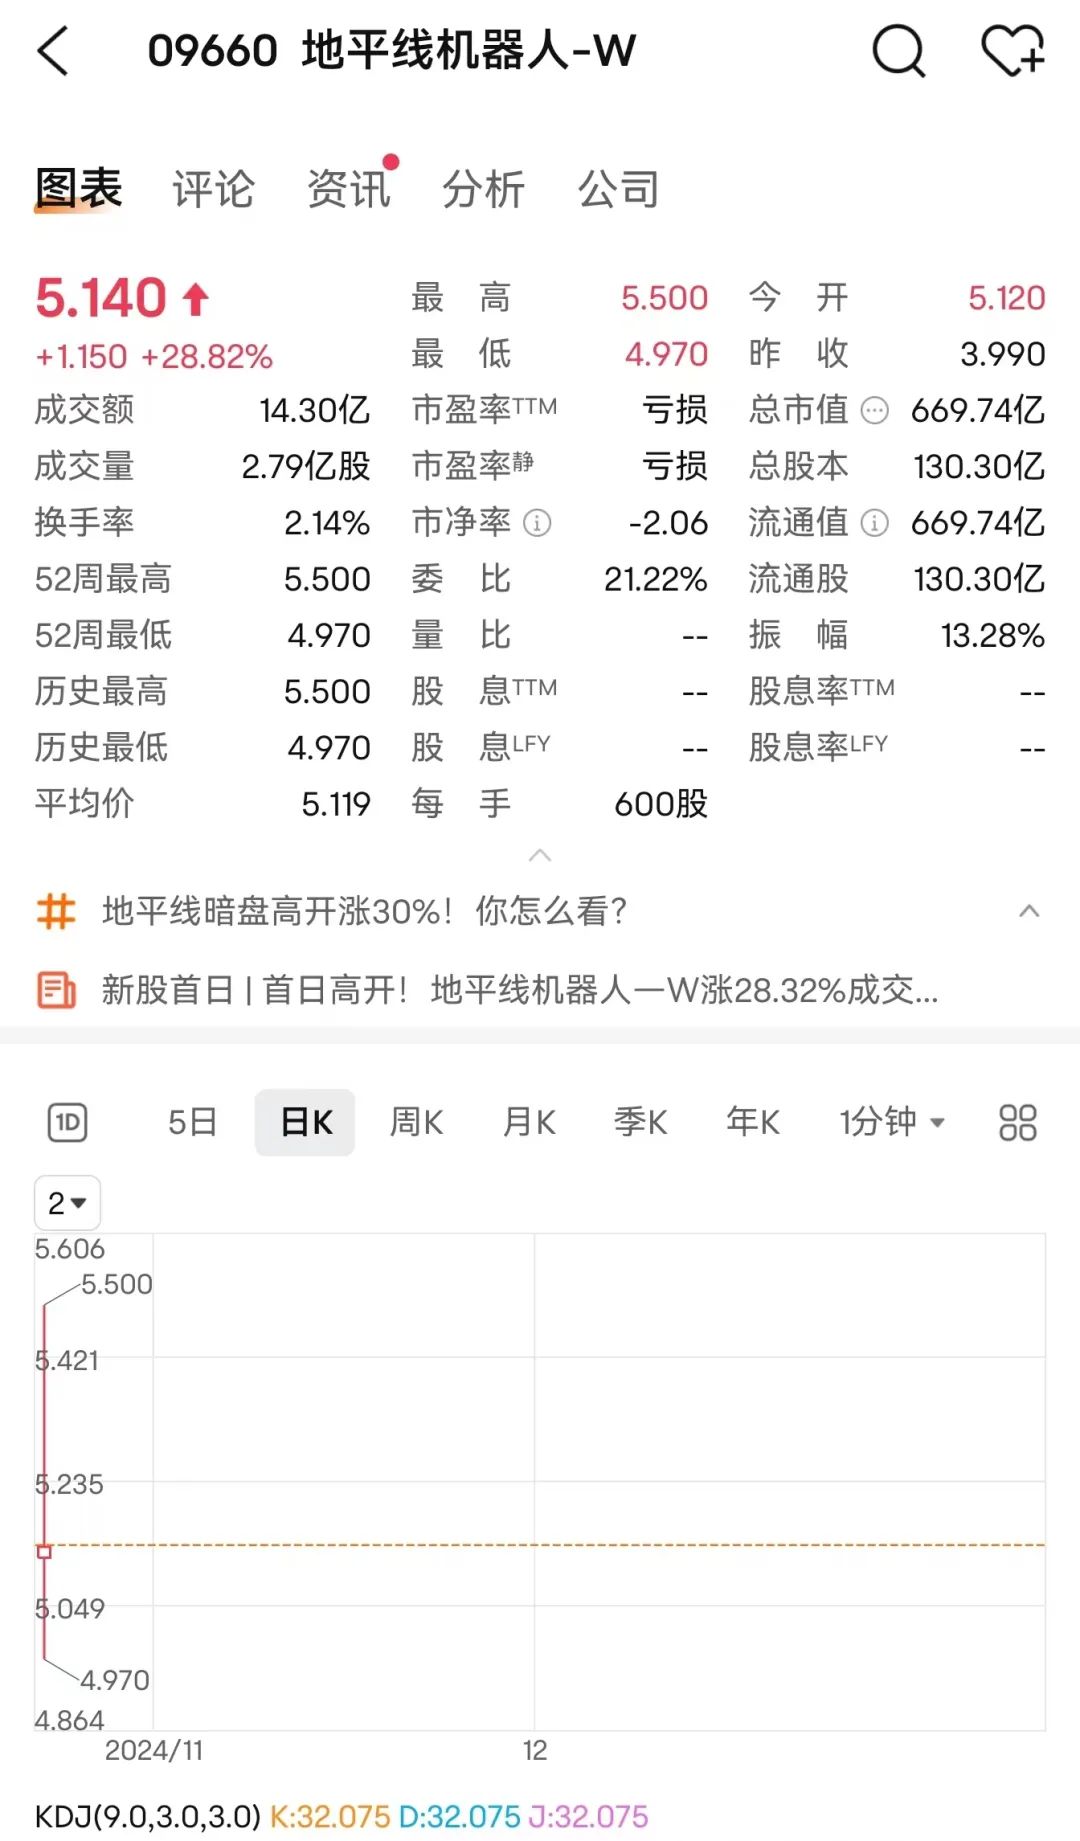 09660 地平线机器人-W
图表 评论 资讯 分析 公司
5.140 最高 5.500 今开 5.120
+1.150 +28.82% 最低 4.970 昨收 3.990
成交额 14.30亿 市盈率TTM 亏损 总市值 669.74亿
成交量 2.79亿股 市盈率静 亏损 总股本 130.30亿
换手率 2.14% 市净率 -2.06 流通值 669.74亿
52周最高 5.500 委比 21.22% 流通股 130.30亿
52周最低 4.970 量比 -- 振幅 13.28%
历史最高 5.500 股息TTM -- 股息率TTM --
历史最低 4.970 股息LFY -- 股息率LFY --
平均价 5.119 每手 600股
地平线暗盘高开涨30%！你怎么看？
新股首日 | 首日高开！地平线机器人—W涨28.32%成交...
1D 5日 日K 周K 月K 季K 年K 1分钟
2
5.606
5.500
5.421
5.235
5.049
4.970
4.864
2024/11 12
KDJ(9.0,3.0,3.0) K:32.075 D:32.075 J:32.075